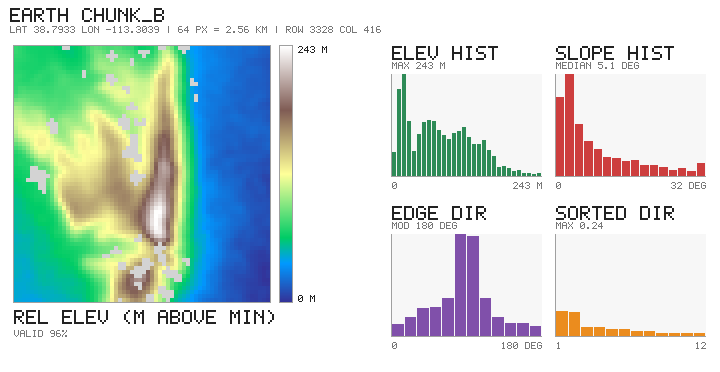 EARTH CHUNK_B
LAT 38.7933 LON -113.3039 | 64 PX = 2.56 KM | ROW 3328 COL 416
243 M
0 M
REL ELEV (M ABOVE MIN)
VALID 96%
ELEV HIST
MAX 243 M
0 243 M
SLOPE HIST
MEDIAN 5.1 DEG
0 32 DEG
EDGE DIR
MOD 180 DEG
0 180 DEG
SORTED DIR
MAX 0.24
1 12